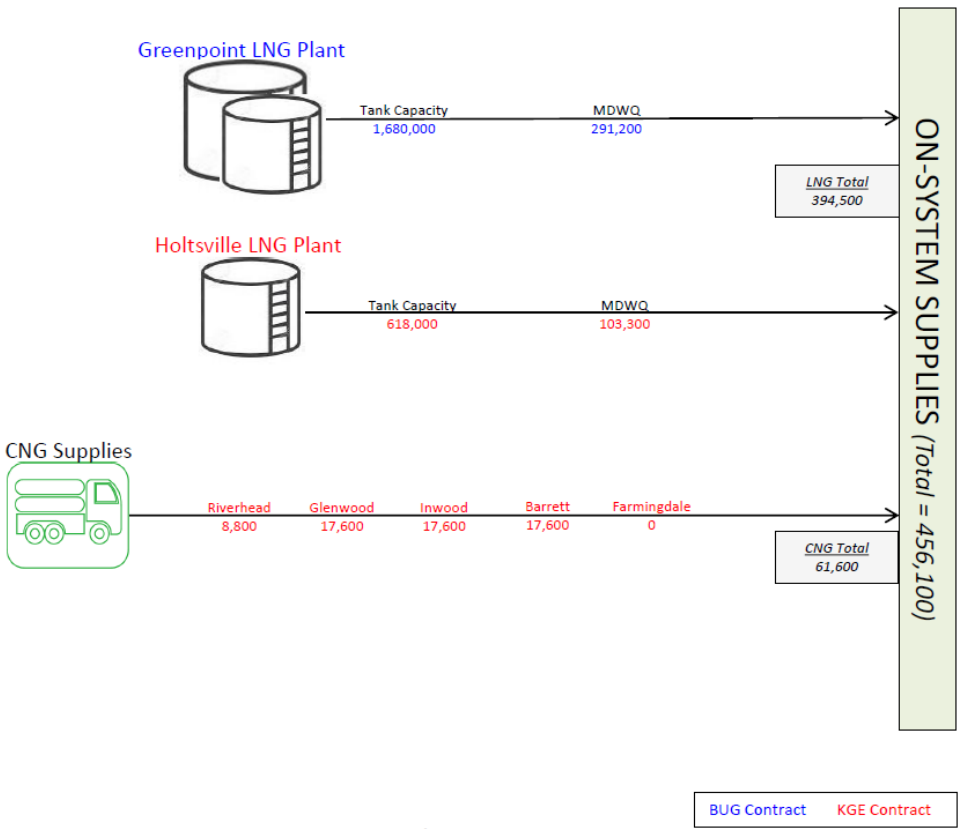 Greenpoint LNG Plant
Tank Capacity MDWQ
1,680,000 291,200
LNG Total
394,500
Holtsville LNG Plant
Tank Capacity MDWQ
618,000 103,300
CNG Supplies
Riverhead Glenwood Inwood Barrett Farmingdale
8,800 17,600 17,600 17,600 0
CNG Total
61,600
ON-SYSTEM SUPPLIES (Total = 456,100)
BUG Contract KGE Contract